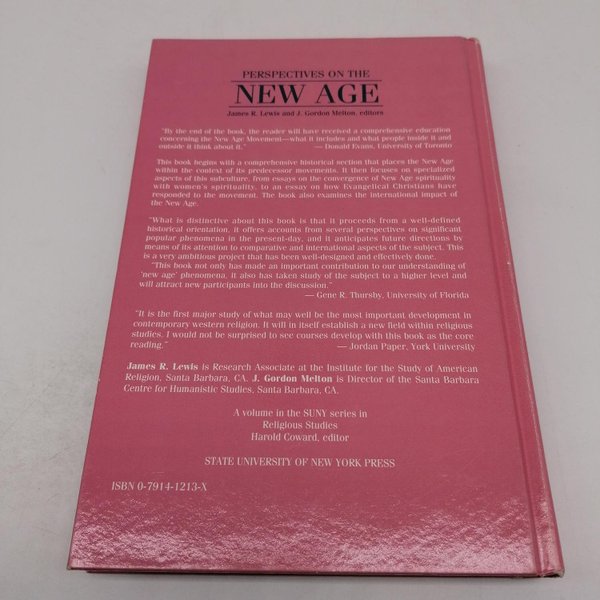 PERSPECTIVES ON THE
NEW AGE
James R. Lewis and J. Gordon Melton, editors
"By the end of the book, the reader will have received a comprehensive education
concerning the New Age Movement—what it includes and what people inside it and
outside it think about it." — Donald Evans, University of Toronto
This book begins with a comprehensive historical section that places the New Age
within the context of its predecessor movements. It then focuses on specialized
aspects of this subculture, from essays on the convergence of New Age spirituality
with women's spirituality, to an essay on how Evangelical Christians have
responded to the movement. The book also examines the international impact of
the New Age.
"What is distinctive about this book is that it proceeds from a well-defined
historical orientation, it offers accounts from several perspectives on significant
popular phenomena in the present-day, and it anticipates future directions by
means of its attention to comparative and international aspects of the subject. This
is a very ambitious project that has been well-designed and effectively done.
"This book not only has made an important contribution to our understanding of
'new age' phenomena, it also has taken study of the subject to a higher level and
will attract new participants into the discussion."
— Gene R. Thursby, University of Florida
"It is the first major study of what may well be the most important development in
contemporary western religion. It will in itself establish a new field within religious
studies. I would not be surprised to see courses develop with this book as the core
reading." — Jordan Paper, York University
James R. Lewis is Research Associate at the Institute for the Study of American
Religion, Santa Barbara, CA. J. Gordon Melton is Director of the Santa Barbara
Centre for Humanistic Studies, Santa Barbara, CA.
A volume in the SUNY series in
Religious Studies
Harold Coward, editor
STATE UNIVERSITY OF NEW YORK PRESS
ISBN 0-7914-1213-X